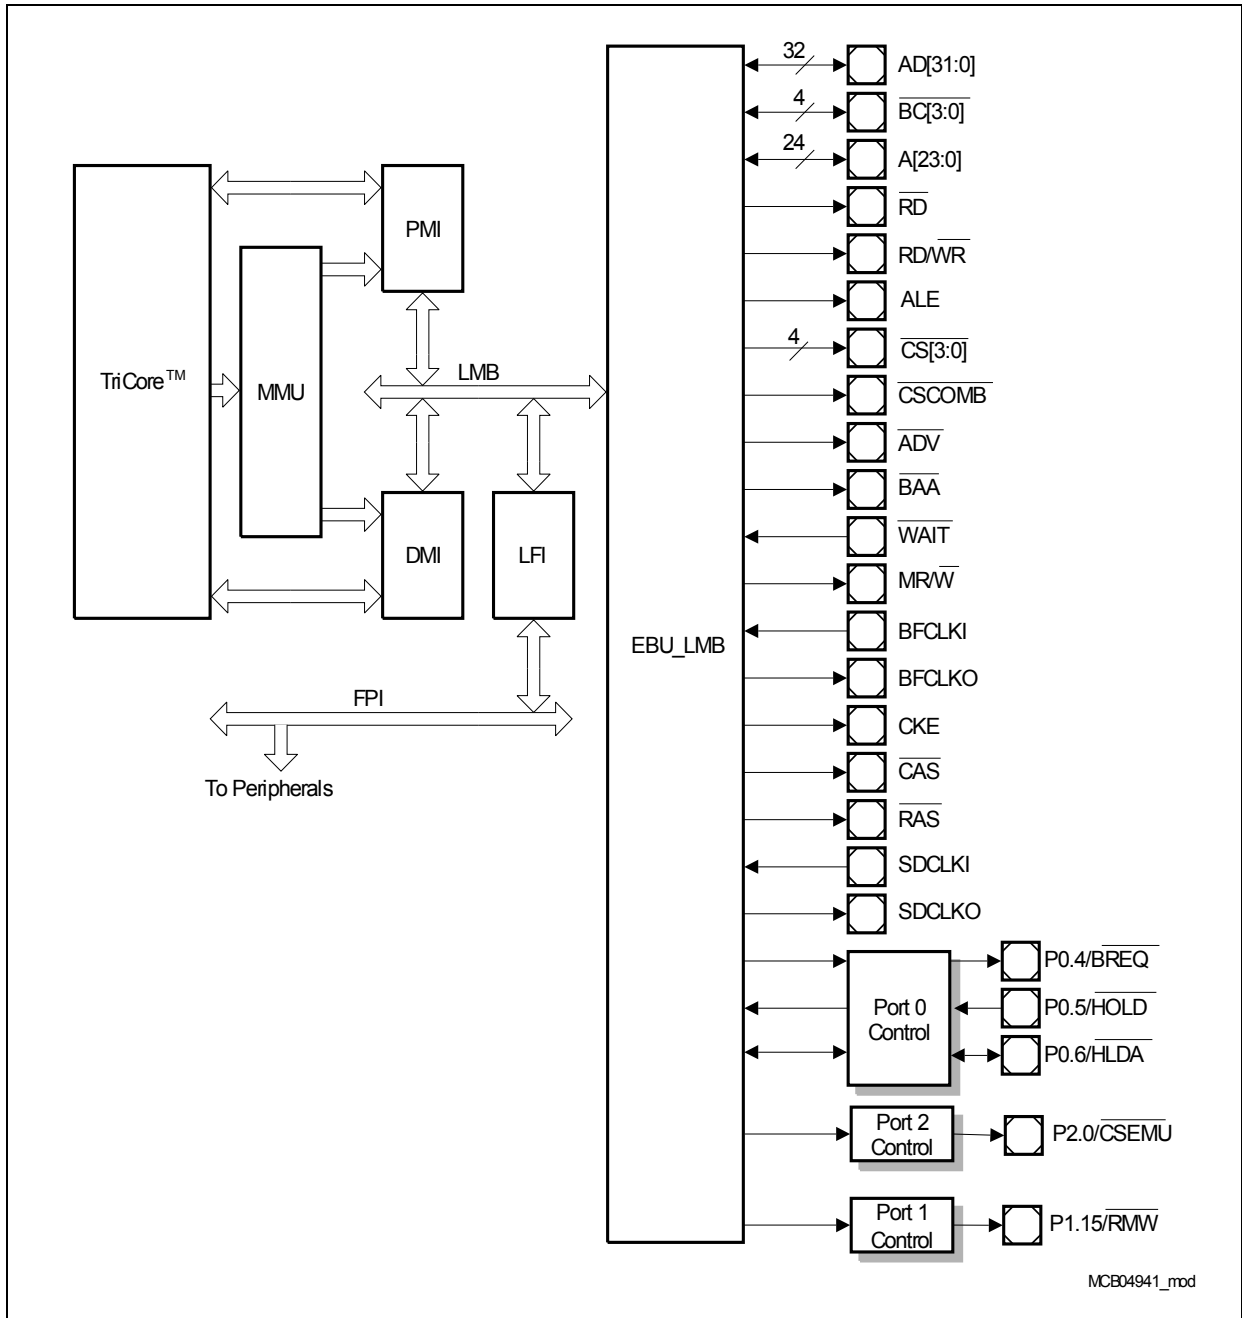 32
AD[31:0]
4
BC[3:0]
24
A[23:0]
RD
PMI
RD/WR
ALE
4
CS[3:0]
LMB
TriCore™
MMU
CSCOMB
ADV
BAA
WAIT
DMI
LFI
MR/W
BFCLKI
EBU_LMB
BFCLKO
FPI
CKE
CAS
To Peripherals
RAS
SDCLKI
SDCLKO
P0.4/BREQ
Port 0
Control
P0.5/HOLD
P0.6/HLDA
Port 2
Control
P2.0/CSEMU
Port 1
Control
P1.15/RMW
MCB04941_mod